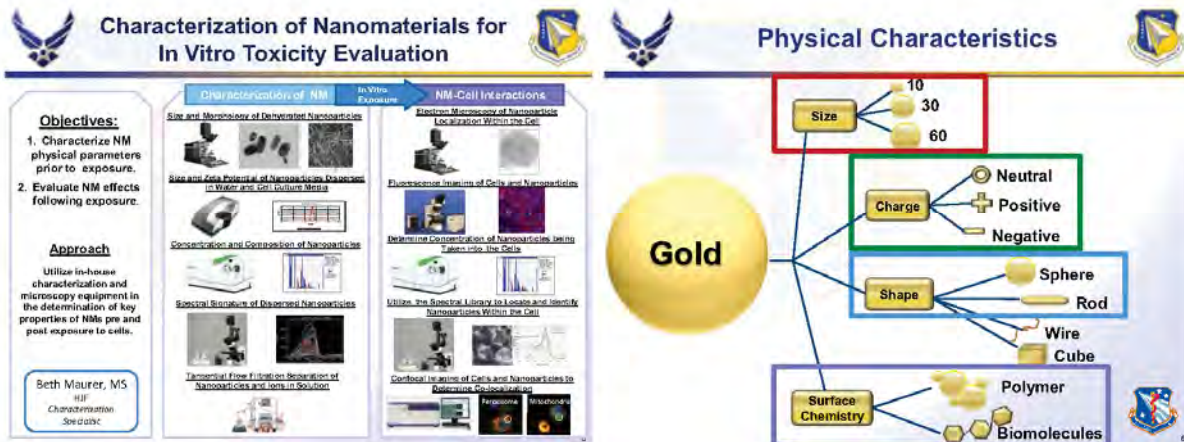 Characterization of Nanomaterials for
In Vitro Toxicity Evaluation
Objectives:
1. Characterize NM
physical parameters
prior to exposure.
2. Evaluate NM effects
following exposure.
Approach
Utilize in-house
characterization and
microscopy equipment in
the determination of key
properties of NMs pre and
post exposure to cells.
Beth Maurer, MS
HJF
Characterization
Specialist
Characterization of NM
In Vitro
Exposure
NM-Cell Interactions
Size and Morphology of Dehydrated Nanoparticles
Size and Zeta Potential of Nanoparticles Dispersed
in Water and Cell Culture Media
Concentration and Composition of Nanoparticles
Spectral Signature of Dispersed Nanoparticles
Tangential Flow Filtration Separation of
Nanoparticles and Ions in Solution
Electron Microscopy of Nanoparticle
Localization Within the Cell
Fluorescence Imaging of Cells and Nanoparticles
Determine Concentration of Nanoparticles being
Taken into the Cells
Utilize the Spectral Library to Locate and Identify
Nanoparticles Within the Cell
Confocal Imaging of Cells and Nanoparticles to
Determine Co-localization
Peroxisome
Mitochondria
Physical Characteristics
Gold
Size
10
30
60
Charge
Neutral
Positive
Negative
Shape
Sphere
Rod
Wire
Cube
Surface
Chemistry
Polymer
Biomolecules